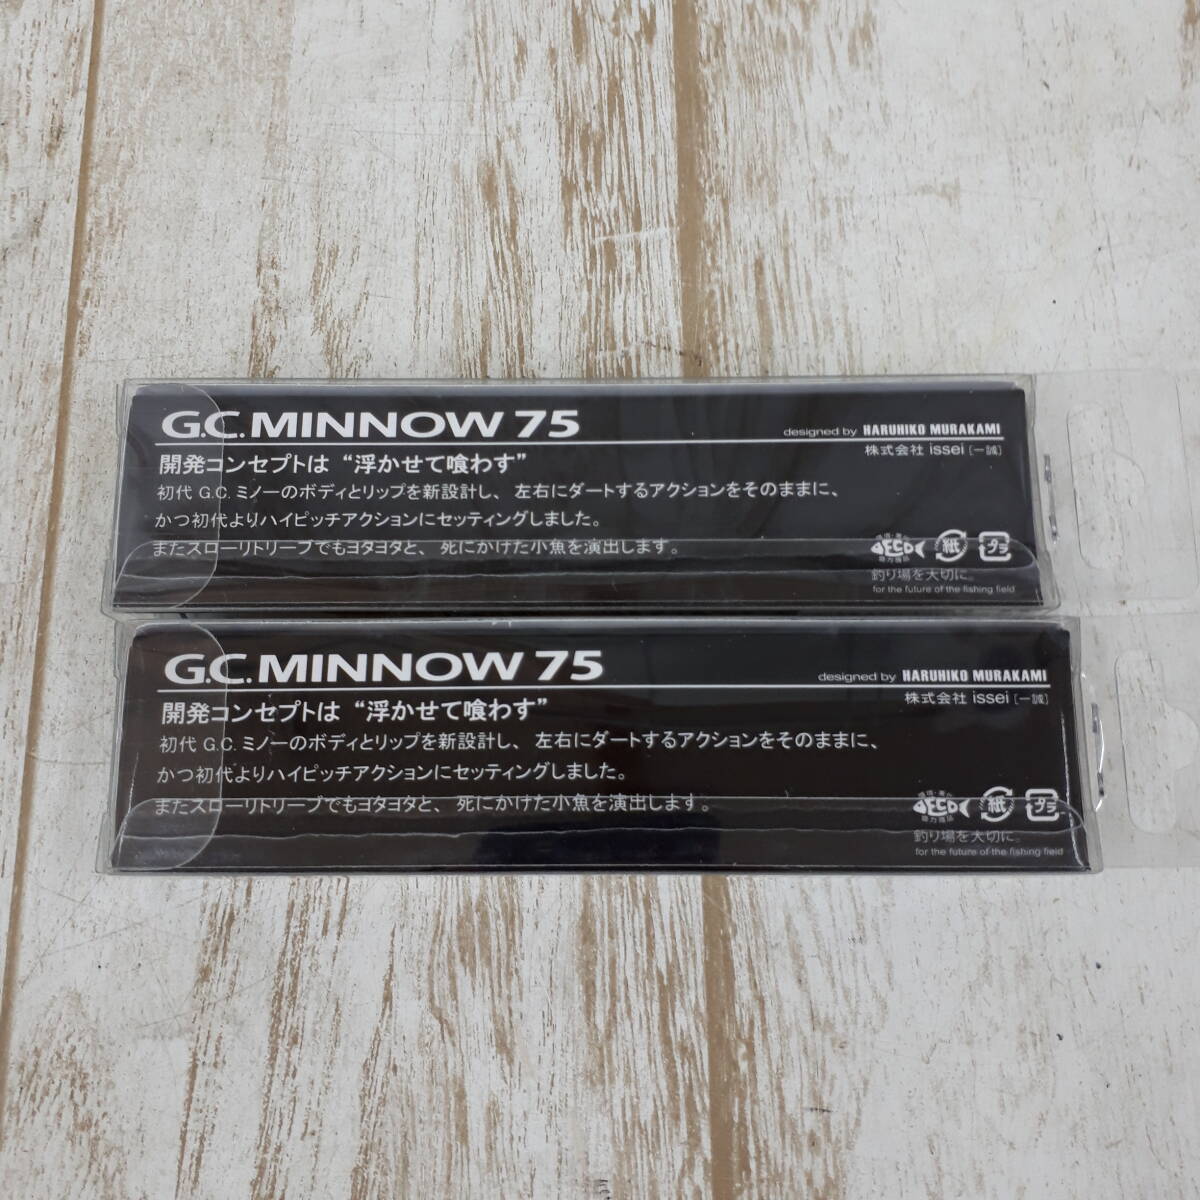 G.C.MINNOW 75
designed by HARUHIKO MURAKAMI
株式会社 issei [一誠]
開発コンセプトは “浮かせて喰わす”
初代 G.C. ミノーのボディとリップを新設計し、左右にダートするアクションをそのままに、
かつ初代よりハイピッチアクションにセッティングしました。
またスローリトリーブでもヨタヨタと、死にかけた小魚を演出します。
ECO
紙
プラ
釣り場を大切に。
for the future of the fishing field
G.C.MINNOW 75
designed by HARUHIKO MURAKAMI
株式会社 issei [一誠]
開発コンセプトは “浮かせて喰わす”
初代 G.C. ミノーのボディとリップを新設計し、左右にダートするアクションをそのままに、
かつ初代よりハイピッチアクションにセッティングしました。
またスローリトリーブでもヨタヨタと、死にかけた小魚を演出します。
ECO
紙
プラ
釣り場を大切に。
for the future of the fishing field